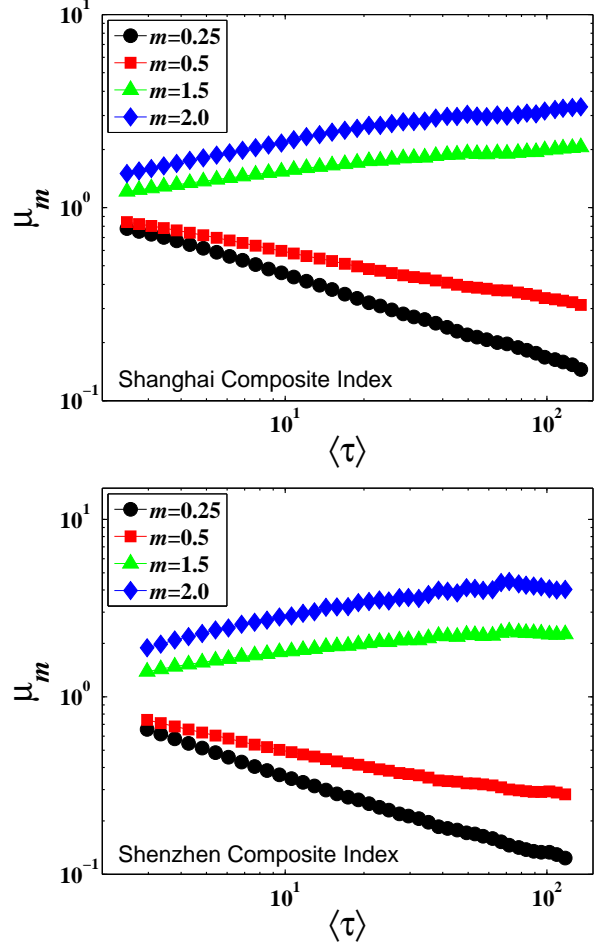 10^1
m=0.25
m=0.5
m=1.5
m=2.0
μ_m
10^0
Shanghai Composite Index
10^-1
10^1
10^2
⟨τ⟩
m=0.25
m=0.5
m=1.5
m=2.0
10^1
μ_m
10^0
Shenzhen Composite Index
10^-1
10^1
10^2
⟨τ⟩